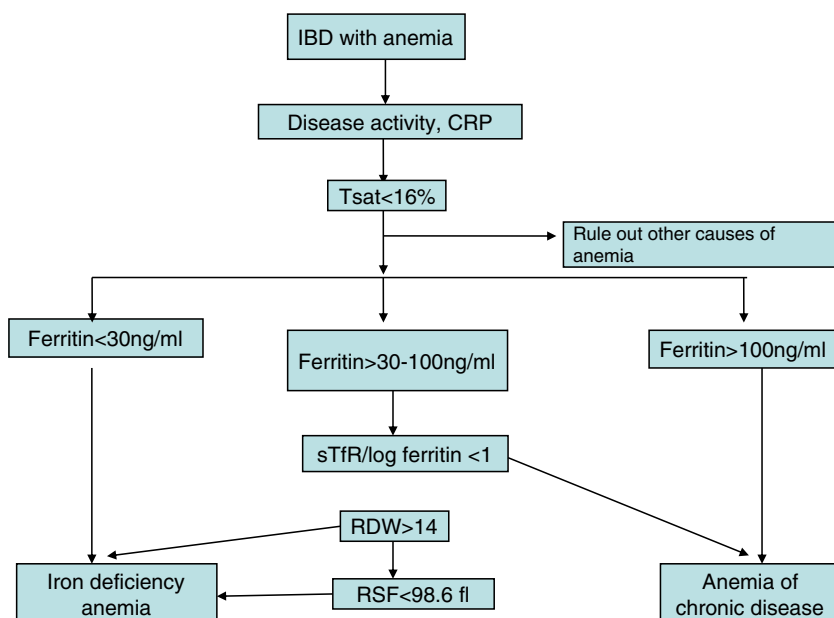 IBD with anemia
Disease activity, CRP
Tsat<16%
Rule out other causes of
anemia
Ferritin<30ng/ml
Ferritin>30-100ng/ml
Ferritin>100ng/ml
sTfR/log ferritin <1
RDW>14
Iron deficiency
anemia
RSF<98.6 fl
Anemia of
chronic disease